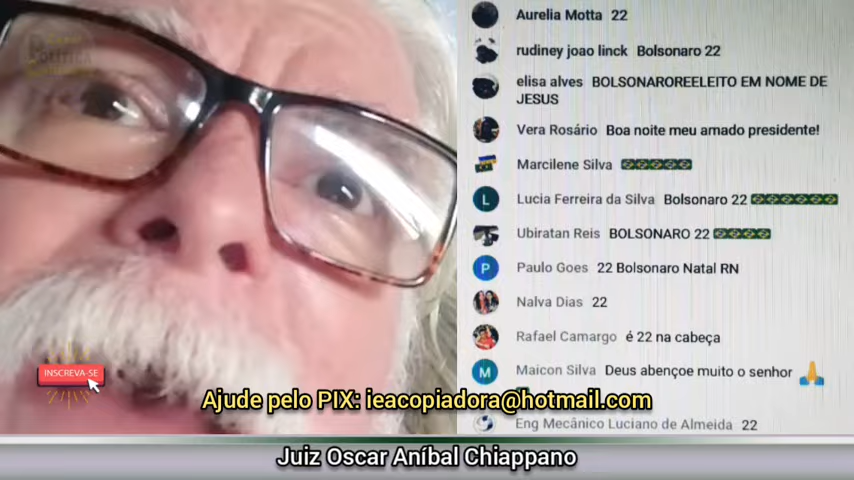 POLÍTICA
INSCREVA-SE
Aurelia Motta 22
rudiney joao linck Bolsonaro 22
elisa alves BOLSONAROREELEITO EM NOME DE
JESUS
Vera Rosário Boa noite meu amado presidente!
Marcilene Silva
L
Lucia Ferreira da Silva Bolsonaro 22
Ubiratan Reis BOLSONARO 22
P
Paulo Goes 22 Bolsonaro Natal RN
Nalva Dias 22
Rafael Camargo é 22 na cabeça
M
Maicon Silva Deus abençoe muito o senhor
Eng Mecânico Luciano de Almeida 22
Ajude pelo PIX: ieacopiadora@hotmail.com
Juiz Oscar Aníbal Chiappano